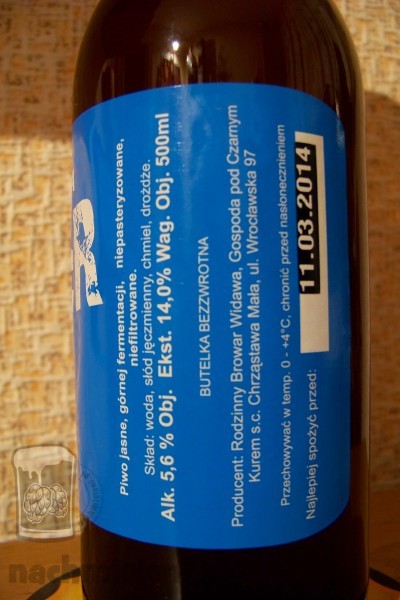 R
Piwo jasne, górnej fermentacji, niepasteryzowane,
niefiltrowane.
Skład: woda, słód jęczmienny, chmiel, drożdże.
Alk. 5,6 % Obj. Ekst. 14,0% Wag. Obj. 500ml
BUTELKA BEZZWROTNA
Producent: Rodzinny Browar Widawa, Gospoda pod Czarnym
Kurem s.c. Chrząstawa Mała, ul. Wrocławska 97
Przechowywać w temp. 0 - +4°C, chronić przed nasłonecznieniem
Najlepiej spożyć przed:
11.03.2014